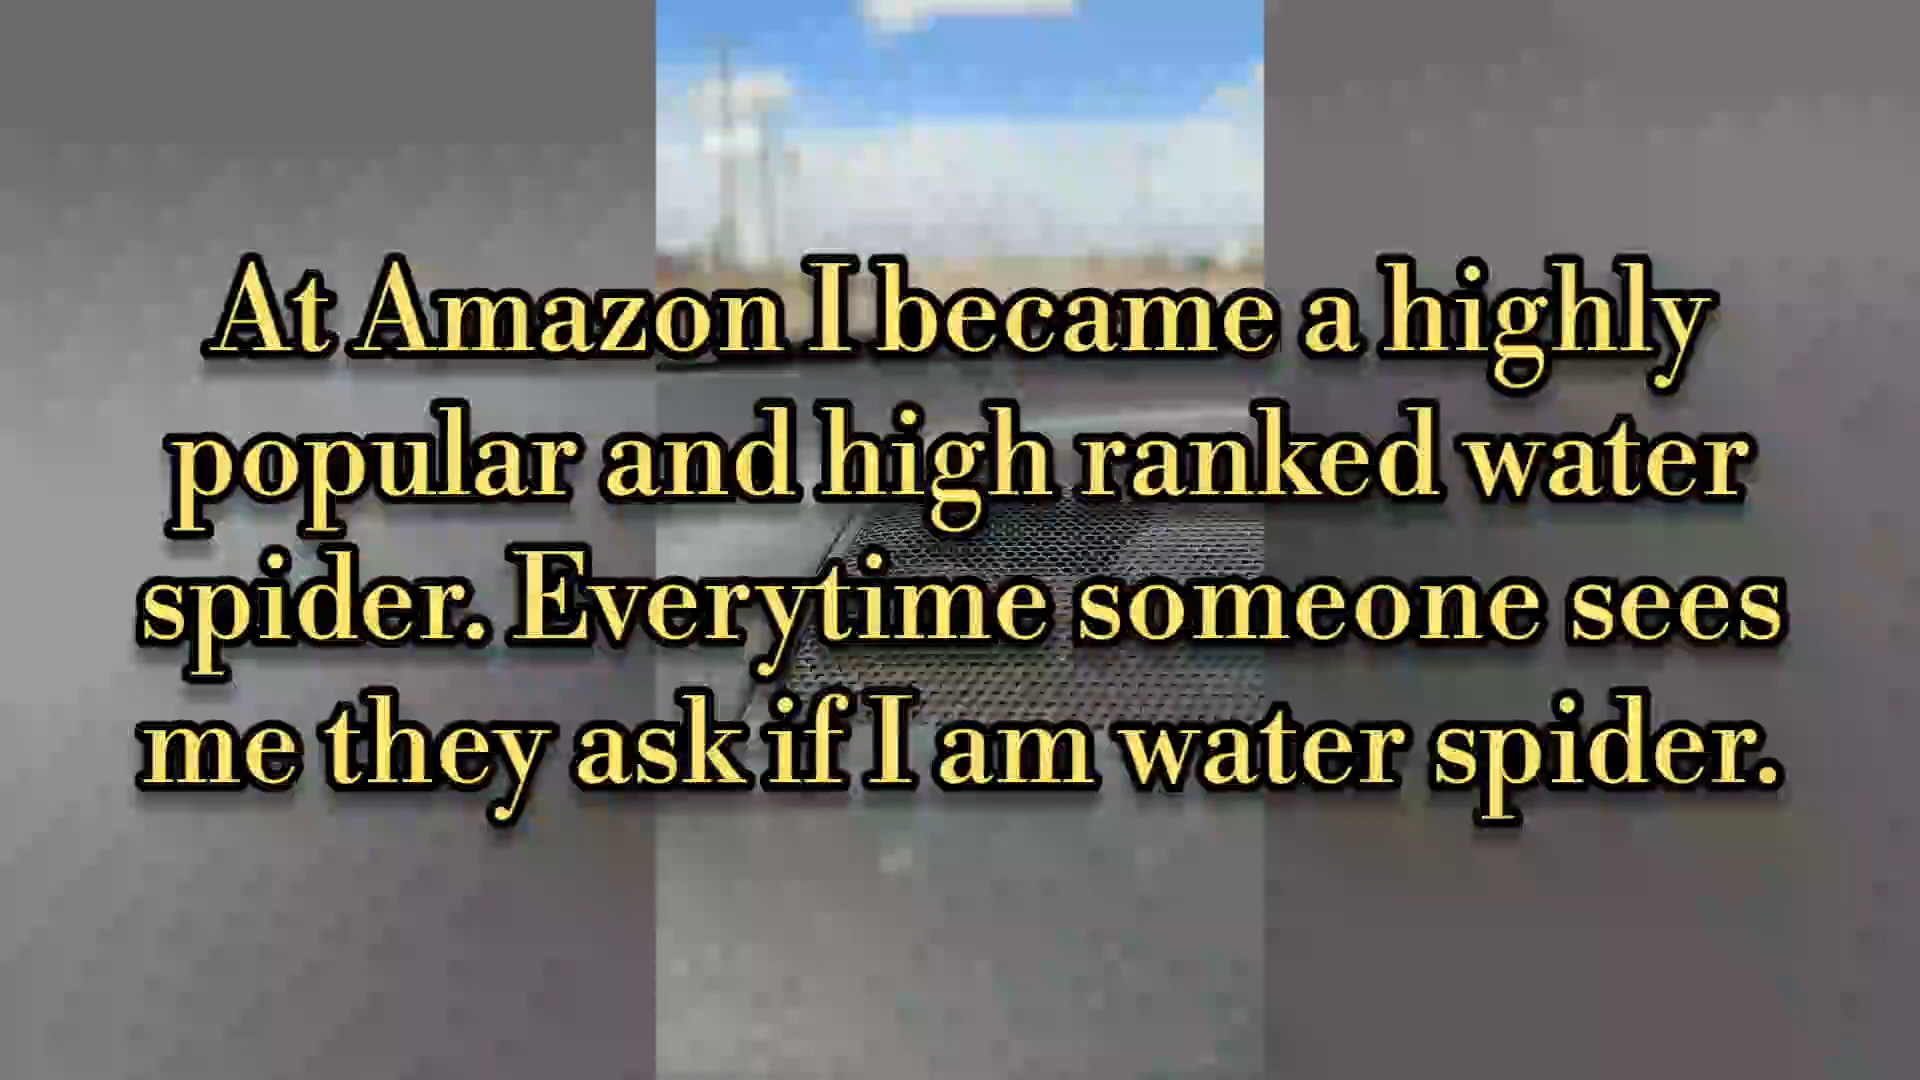 At Amazon I became a highly
popular and high ranked water
spider. Everytime someone sees
me they ask if I am water spider.